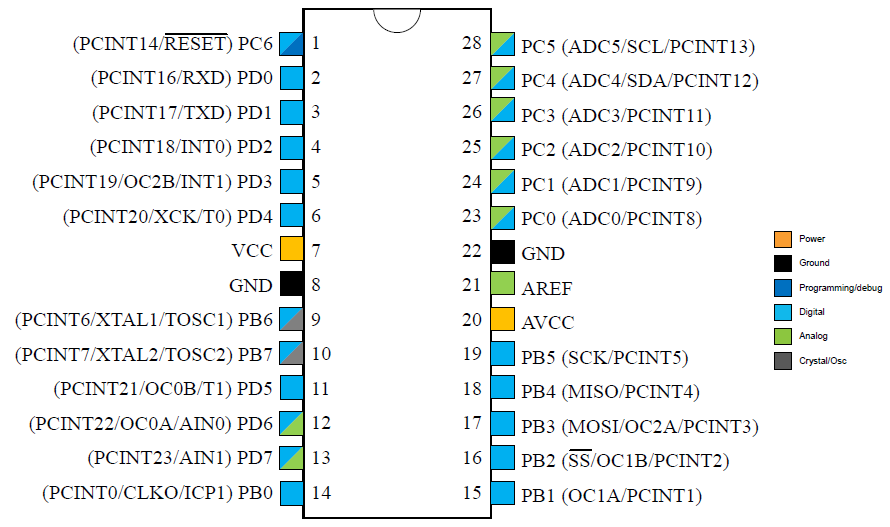 (PCINT14/RESET) PC6 1
(PCINT16/RXD) PD0 2
(PCINT17/TXD) PD1 3
(PCINT18/INT0) PD2 4
(PCINT19/OC2B/INT1) PD3 5
(PCINT20/XCK/T0) PD4 6
VCC 7
GND 8
(PCINT6/XTAL1/TOSC1) PB6 9
(PCINT7/XTAL2/TOSC2) PB7 10
(PCINT21/OC0B/T1) PD5 11
(PCINT22/OC0A/AIN0) PD6 12
(PCINT23/AIN1) PD7 13
(PCINT0/CLKO/ICP1) PB0 14
28 PC5 (ADC5/SCL/PCINT13)
27 PC4 (ADC4/SDA/PCINT12)
26 PC3 (ADC3/PCINT11)
25 PC2 (ADC2/PCINT10)
24 PC1 (ADC1/PCINT9)
23 PC0 (ADC0/PCINT8)
22 GND
21 AREF
20 AVCC
19 PB5 (SCK/PCINT5)
18 PB4 (MISO/PCINT4)
17 PB3 (MOSI/OC2A/PCINT3)
16 PB2 (SS/OC1B/PCINT2)
15 PB1 (OC1A/PCINT1)
Power
Ground
Programming/debug
Digital
Analog
Crystal/Osc